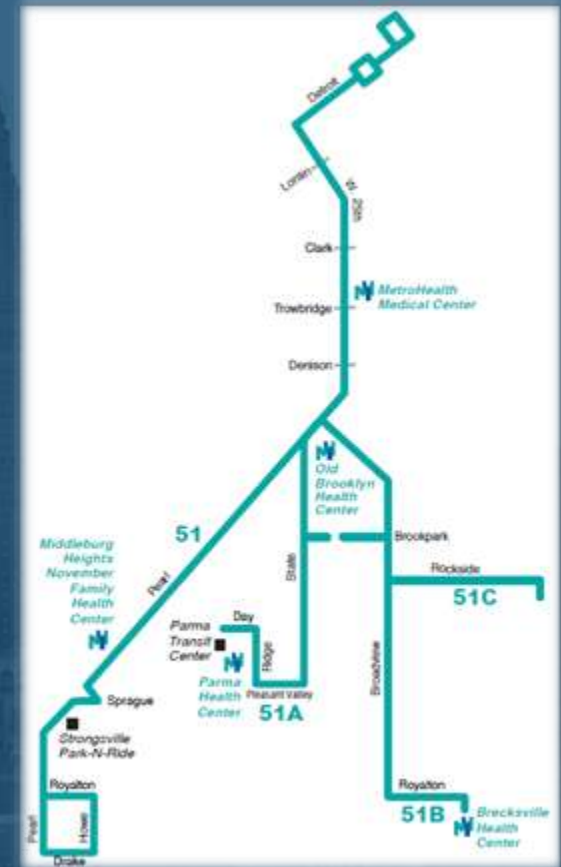 Detroit
Lorain
W. 25th
Clark
MetroHealth
Medical Center
Trowbridge
Denison
Old
Brooklyn
Health
Center
51
Brookpark
Middleburg
Heights
November
Family
Health
Center
Pearl
State
Rockside
51C
Day
Parma
Transit
Center
Ridge
Parma
Health
Center
Pleasant Valley
51A
Broadview
Sprague
Strongsville
Park-N-Ride
Royalton
Pearl
Howe
Drake
Royalton
51B
Brecksville
Health
Center